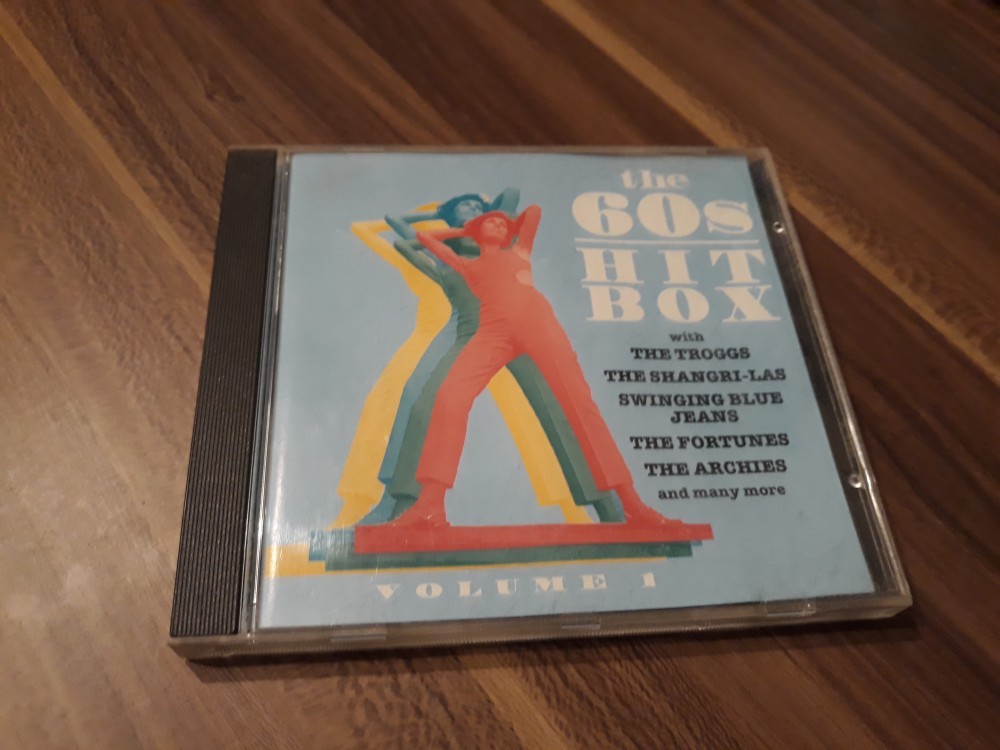 the
60s
HIT
BOX
with
THE TROGGS
THE SHANGRI-LAS
SWINGING BLUE
JEANS
THE FORTUNES
THE ARCHIES
and many more
VOLUME 1